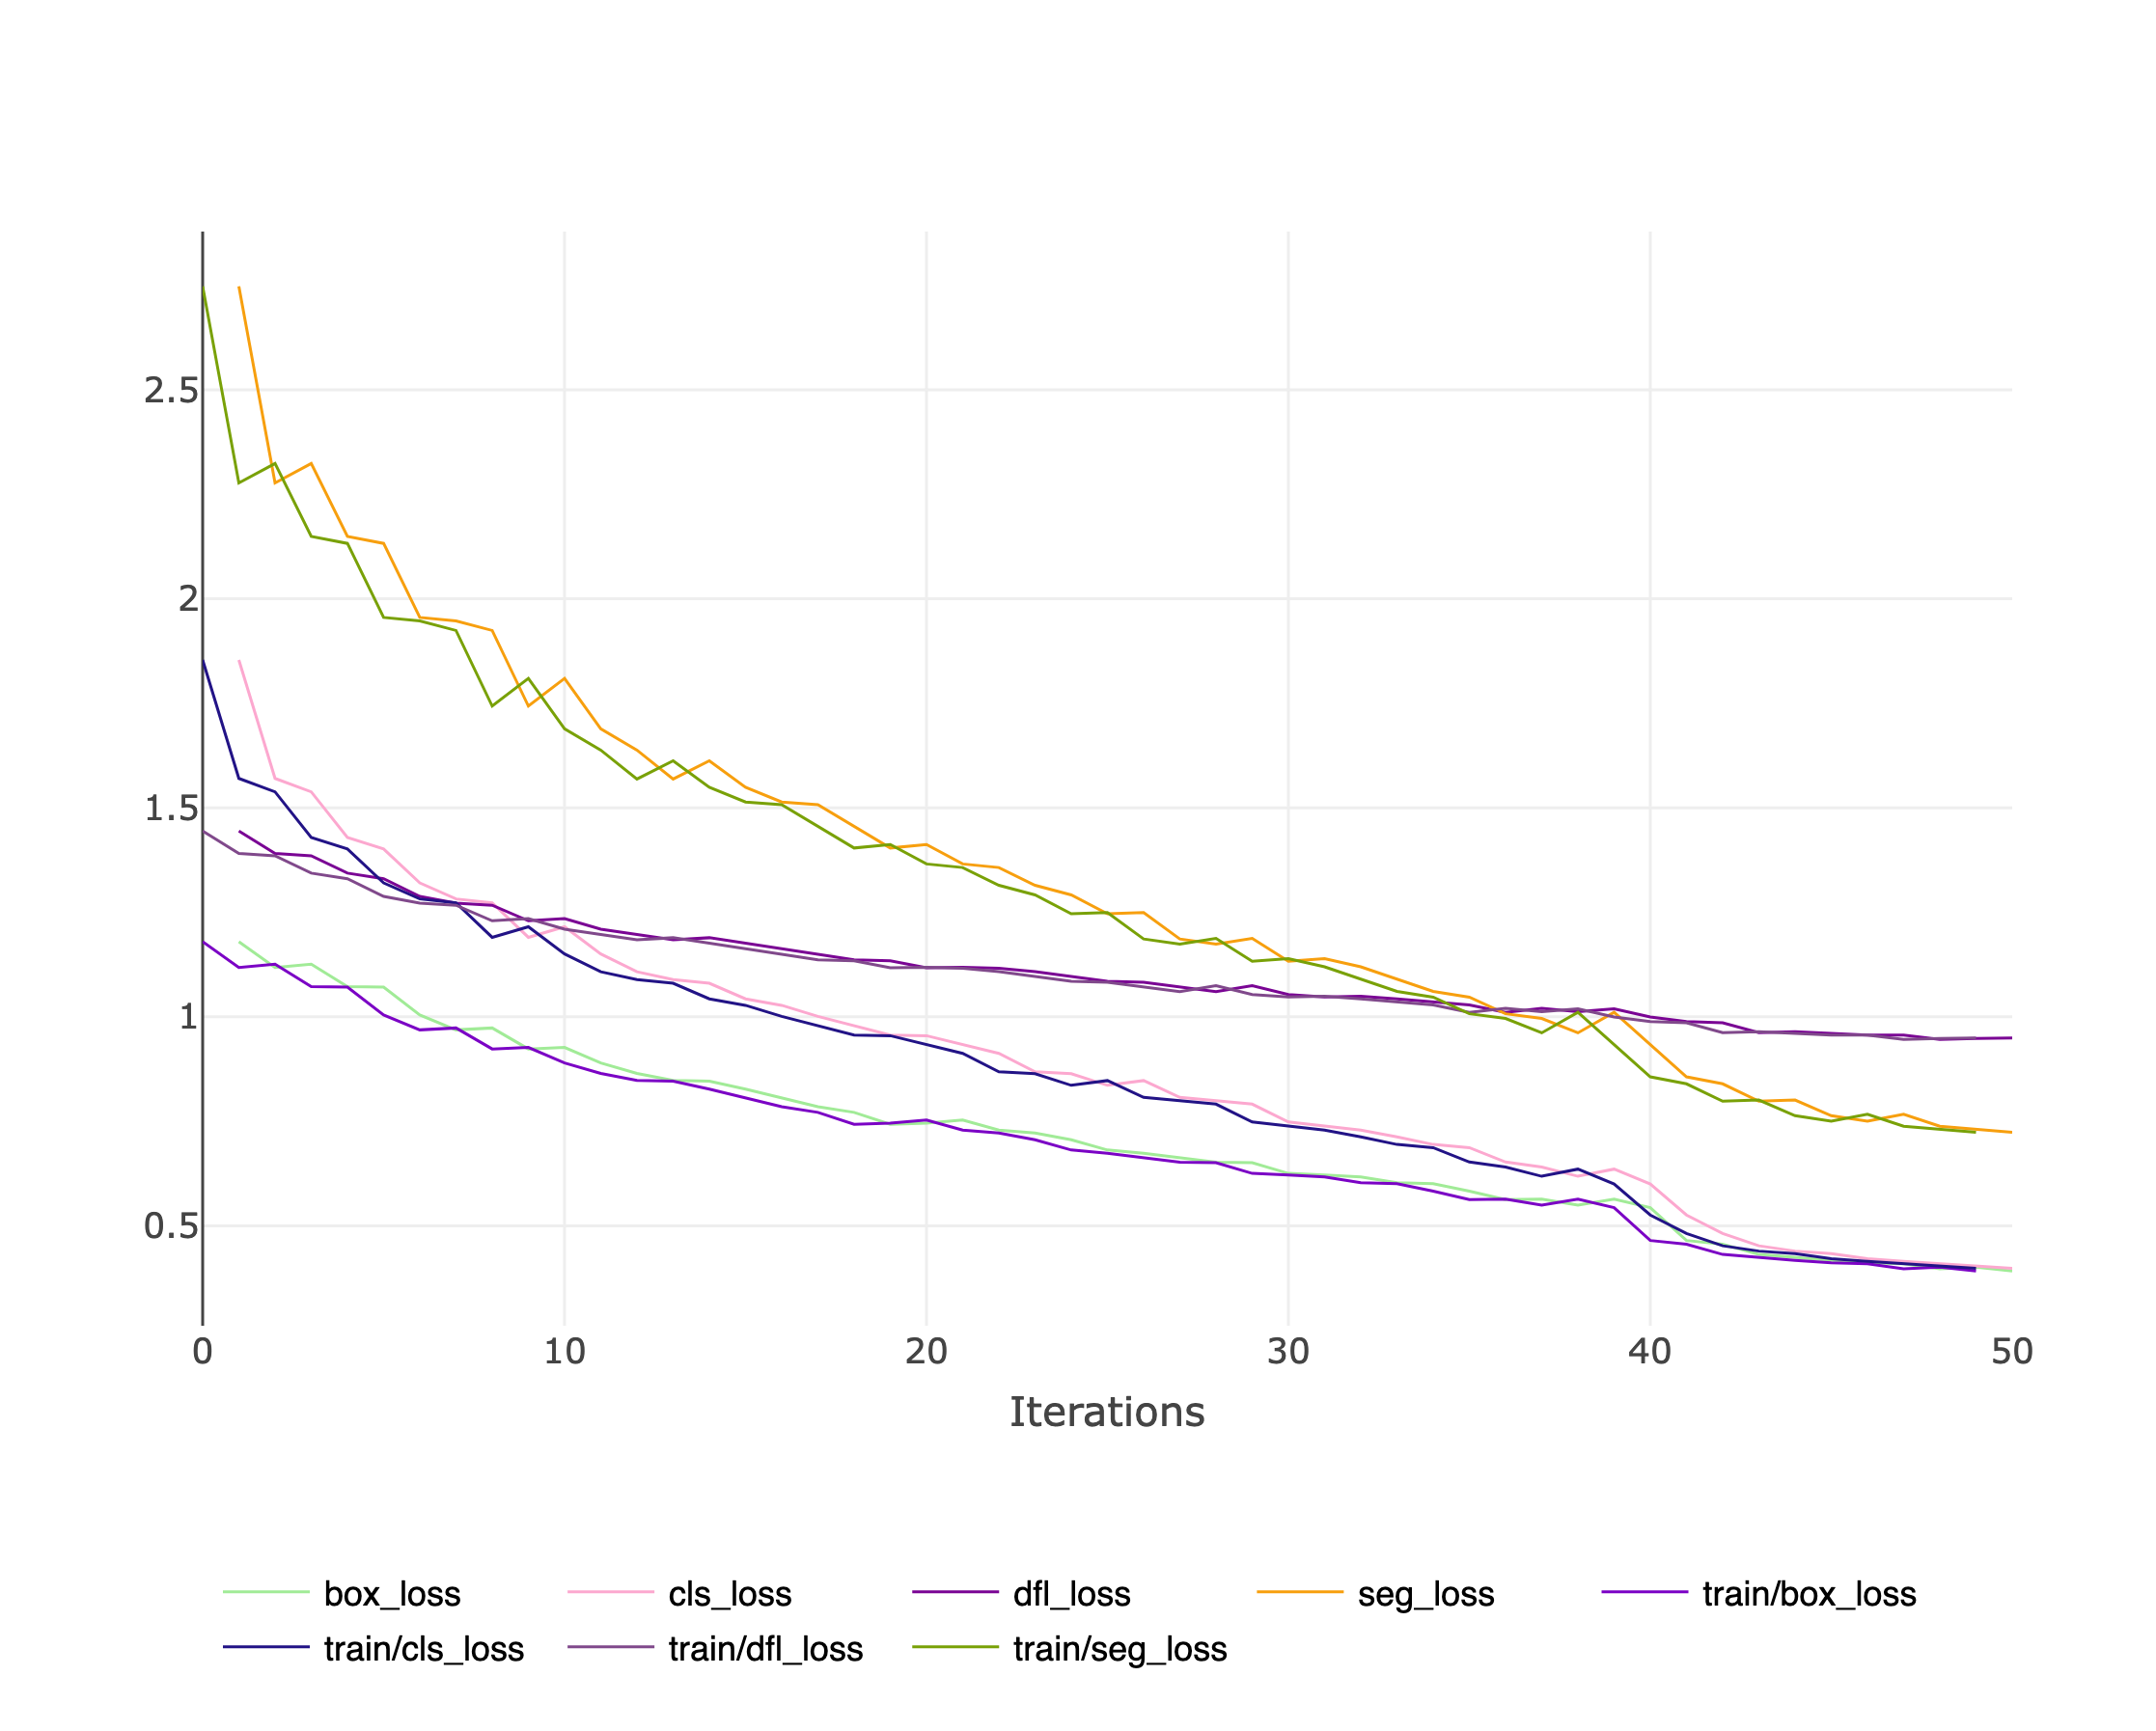 2.5
2
1.5
1
0.5
0 10 20 30 40 50
Iterations
box_loss cls_loss dfl_loss seg_loss train/box_loss
train/cls_loss train/dfl_loss train/seg_loss